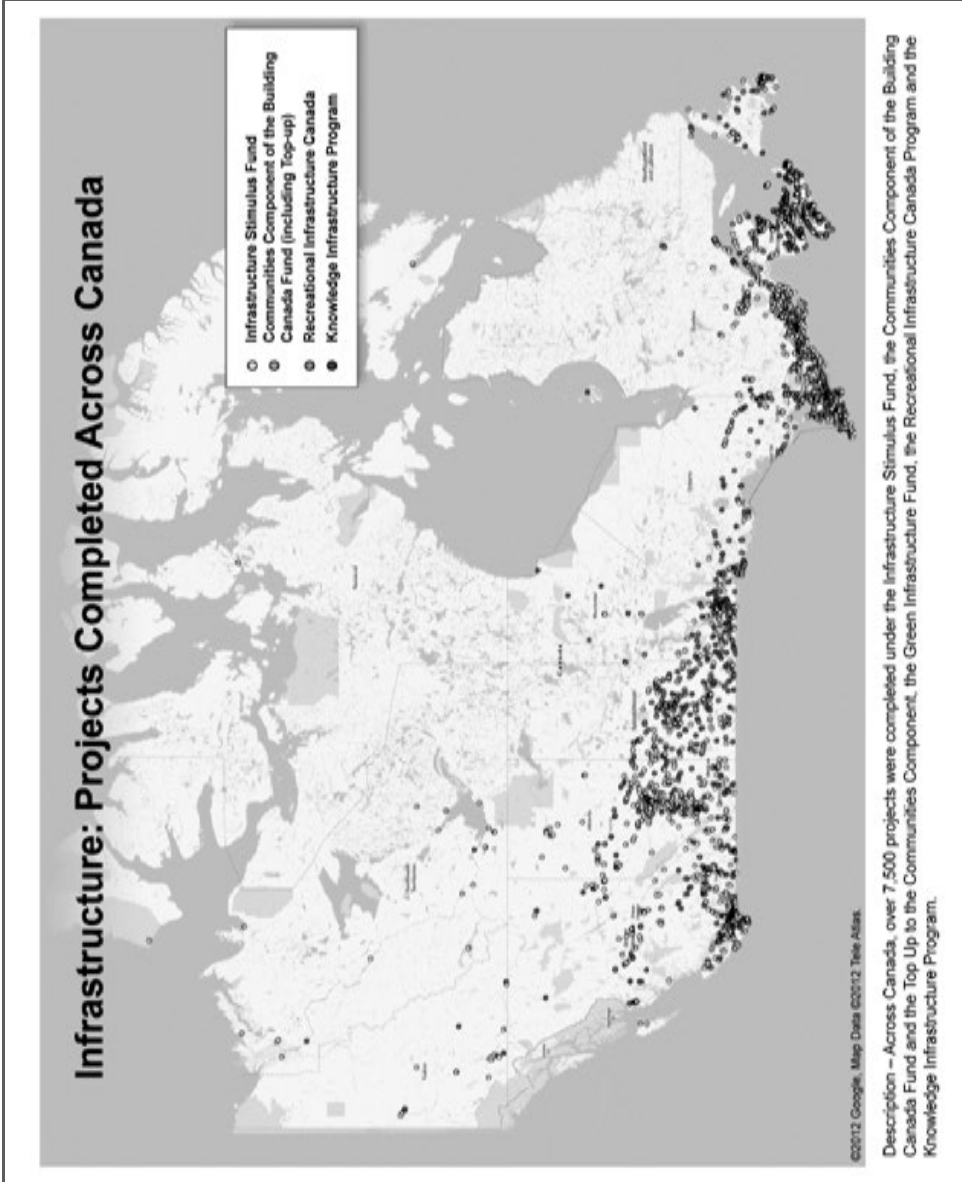 Infrastructure: Projects Completed Across Canada
Infrastructure Stimulus Fund
Communities Component of the Building
Canada Fund (including Top-up)
Recreational Infrastructure Canada
Knowledge Infrastructure Program
©2012 Google, Map Data ©2012 Tele Atlas.
Description – Across Canada, over 7,500 projects were completed under the Infrastructure Stimulus Fund, the Communities Component of the Building
Canada Fund and the Top Up to the Communities Component, the Green Infrastructure Fund, the Recreational Infrastructure Canada Program and the
Knowledge Infrastructure Program.